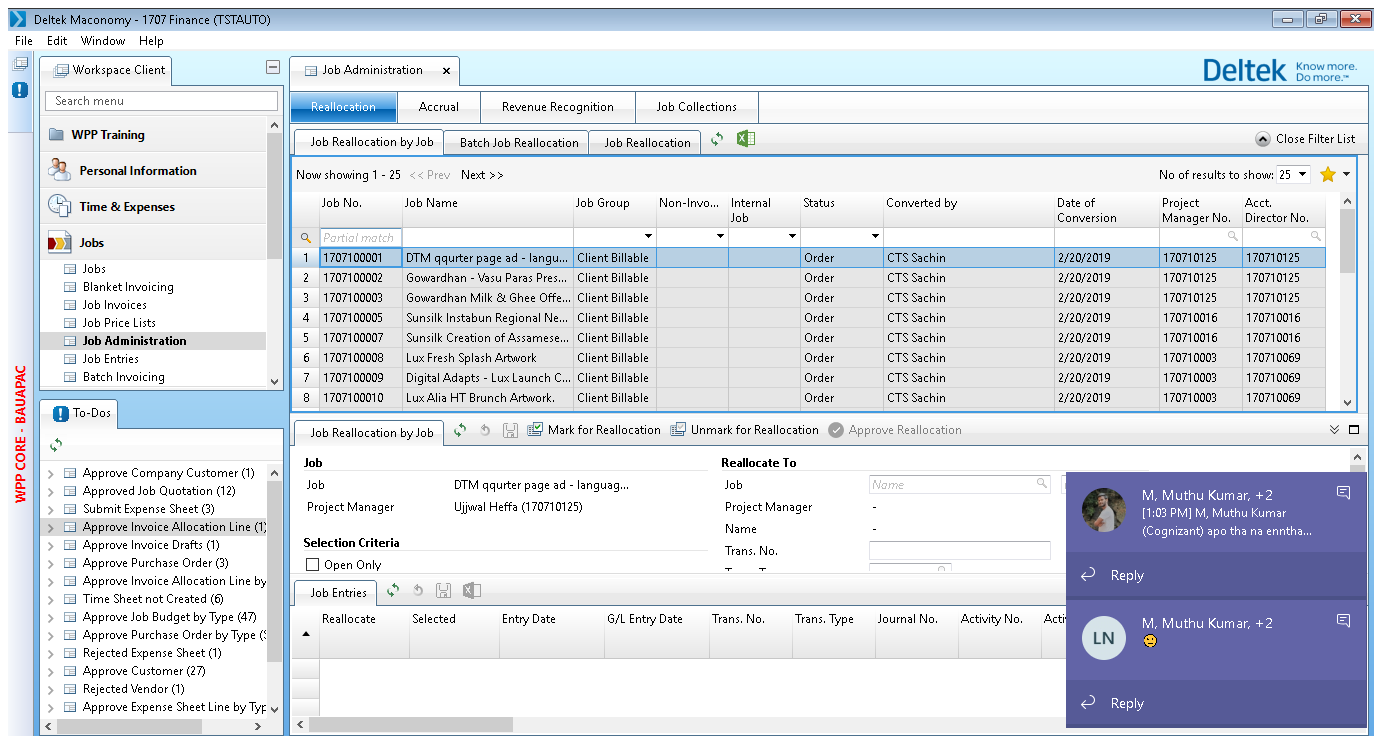 Deltek Maconomy - 1707 Finance (TSTAUTO)
File Edit Window Help
WPP CORE - BAUAPAC
Workspace Client
Search menu
WPP Training
Personal Information
Time & Expenses
Jobs
Jobs
Blanket Invoicing
Job Invoices
Job Price Lists
Job Administration
Job Entries
Batch Invoicing
To-Dos
Approve Company Customer (1)
Approved Job Quotation (12)
Submit Expense Sheet (3)
Approve Invoice Allocation Line (1)
Approve Invoice Drafts (1)
Approve Purchase Order (3)
Approve Invoice Allocation Line by
Time Sheet not Created (6)
Approve Job Budget by Type (47)
Approve Purchase Order by Type (
Rejected Expense Sheet (1)
Approve Customer (27)
Rejected Vendor (1)
Approve Expense Sheet Line by Typ
Job Administration x
Deltek Know more. Do more.™
Reallocation Accrual Revenue Recognition Job Collections
Job Reallocation by Job Batch Job Reallocation Job Reallocation Close Filter List
Now showing 1 - 25 << Prev Next >> No of results to show: 25
Job No. Job Name Job Group Non-Invo... Internal Job Status Converted by Date of Conversion Project Manager No. Acct. Director No.
Partial match
1 1707100001 DTM qqurter page ad - langu... Client Billable Order CTS Sachin 2/20/2019 170710125 170710125
2 1707100002 Gowardhan - Vasu Paras Pres... Client Billable Order CTS Sachin 2/20/2019 170710125 170710125
3 1707100003 Gowardhan Milk & Ghee Offe... Client Billable Order CTS Sachin 2/20/2019 170710125 170710125
4 1707100005 Sunsilk Instabun Regional Ne... Client Billable Order CTS Sachin 2/20/2019 170710016 170710016
5 1707100007 Sunsilk Creation of Assamese... Client Billable Order CTS Sachin 2/20/2019 170710016 170710016
6 1707100008 Lux Fresh Splash Artwork Client Billable Order CTS Sachin 2/20/2019 170710003 170710069
7 1707100009 Digital Adapts - Lux Launch C... Client Billable Order CTS Sachin 2/20/2019 170710003 170710069
8 1707100010 Lux Alia HT Brunch Artwork. Client Billable Order CTS Sachin 2/20/2019 170710003 170710069
Job Reallocation by Job Mark for Reallocation Unmark for Reallocation Approve Reallocation
Job Reallocate To
Job DTM qqurter page ad - languag... Job Name
Project Manager Ujjwal Heffa (170710125) Project Manager -
Name -
Selection Criteria Trans. No.
Open Only
Job Entries
Reallocate Selected Entry Date G/L Entry Date Trans. No. Trans. Type Journal No. Activity No. Acti
M, Muthu Kumar, +2
[1:03 PM] M, Muthu Kumar
(Cognizant) apo tha na enntha...
Reply
LN M, Muthu Kumar, +2
Reply